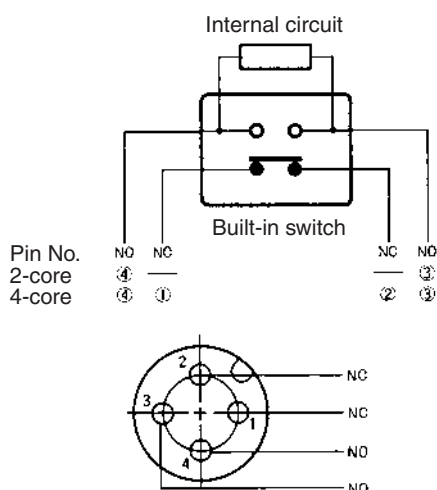 Internal circuit
Built-in switch
Pin No. NO NC NC NO
2-core ④ — — ③
4-core ④ ① ② ③
2 NC
3 1 NC
4 NO
NO